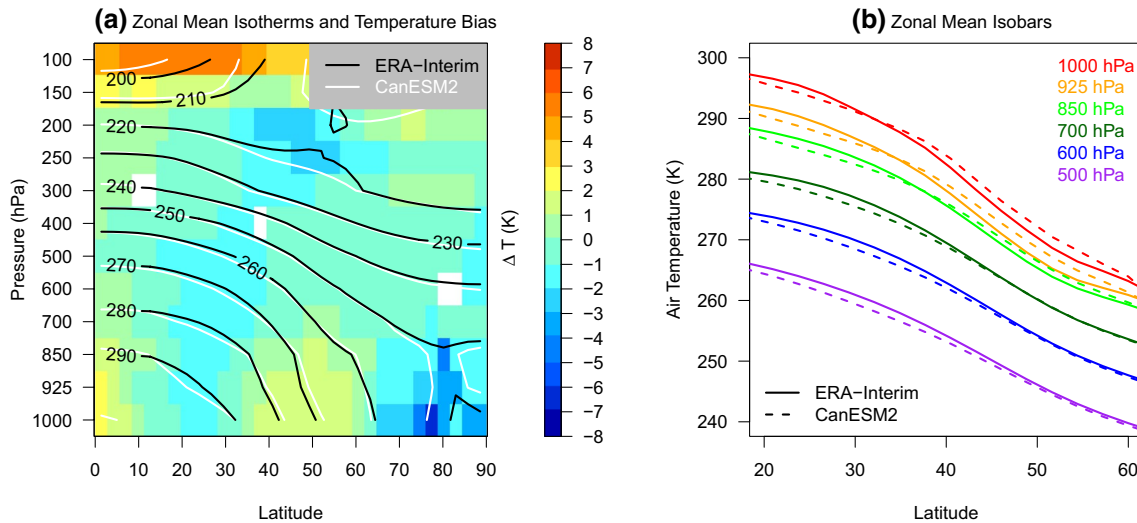 (a) Zonal Mean Isotherms and Temperature Bias
Pressure (hPa)
100
150
200
250
300
400
500
600
700
850
925
1000
200
210
220
240
250
230
260
270
280
290
ERA−Interim
CanESM2
0 10 20 30 40 50 60 70 80 90
Latitude
8
7
6
5
4
3
2
1
0
−1
−2
−3
−4
−5
−6
−7
−8
Δ T (K)
(b) Zonal Mean Isobars
Air Temperature (K)
300
290
280
270
260
250
240
1000 hPa
925 hPa
850 hPa
700 hPa
600 hPa
500 hPa
ERA−Interim
CanESM2
20 30 40 50 60
Latitude